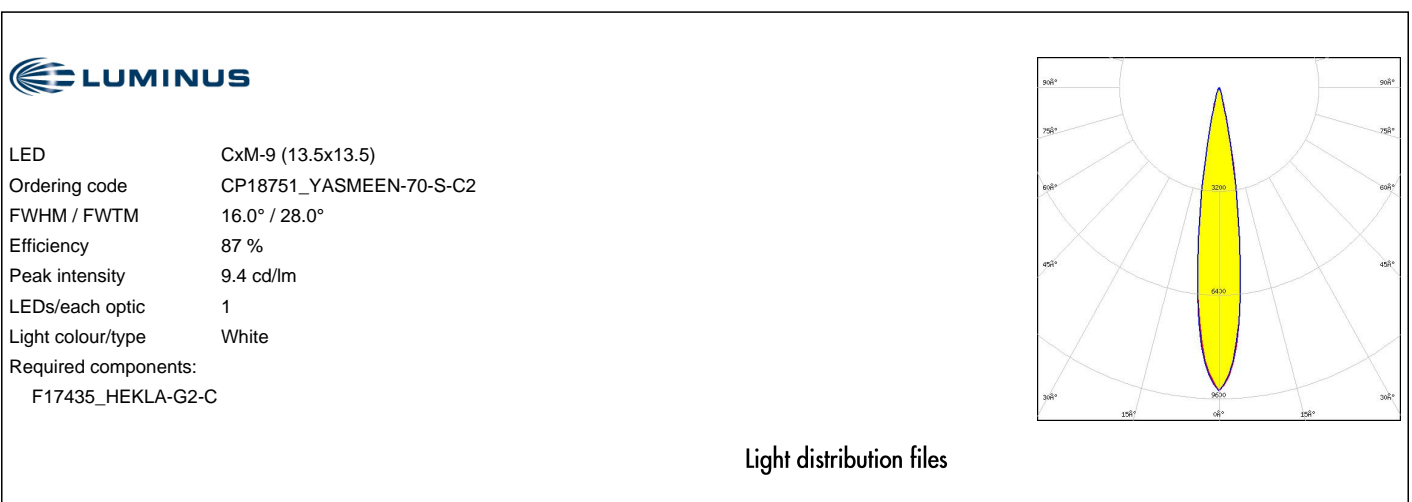 LUMINUS
LED CxM-9 (13.5x13.5)
Ordering code CP18751_YASMEEN-70-S-C2
FWHM / FWTM 16.0° / 28.0°
Efficiency 87 %
Peak intensity 9.4 cd/lm
LEDs/each optic 1
Light colour/type White
Required components:
F17435_HEKLA-G2-C
90Â° 90Â°
75Â° 75Â°
60Â° 3200 60Â°
45Â° 45Â°
6400
30Â° 9600 30Â°
15Â° 0Â° 15Â°
Light distribution files